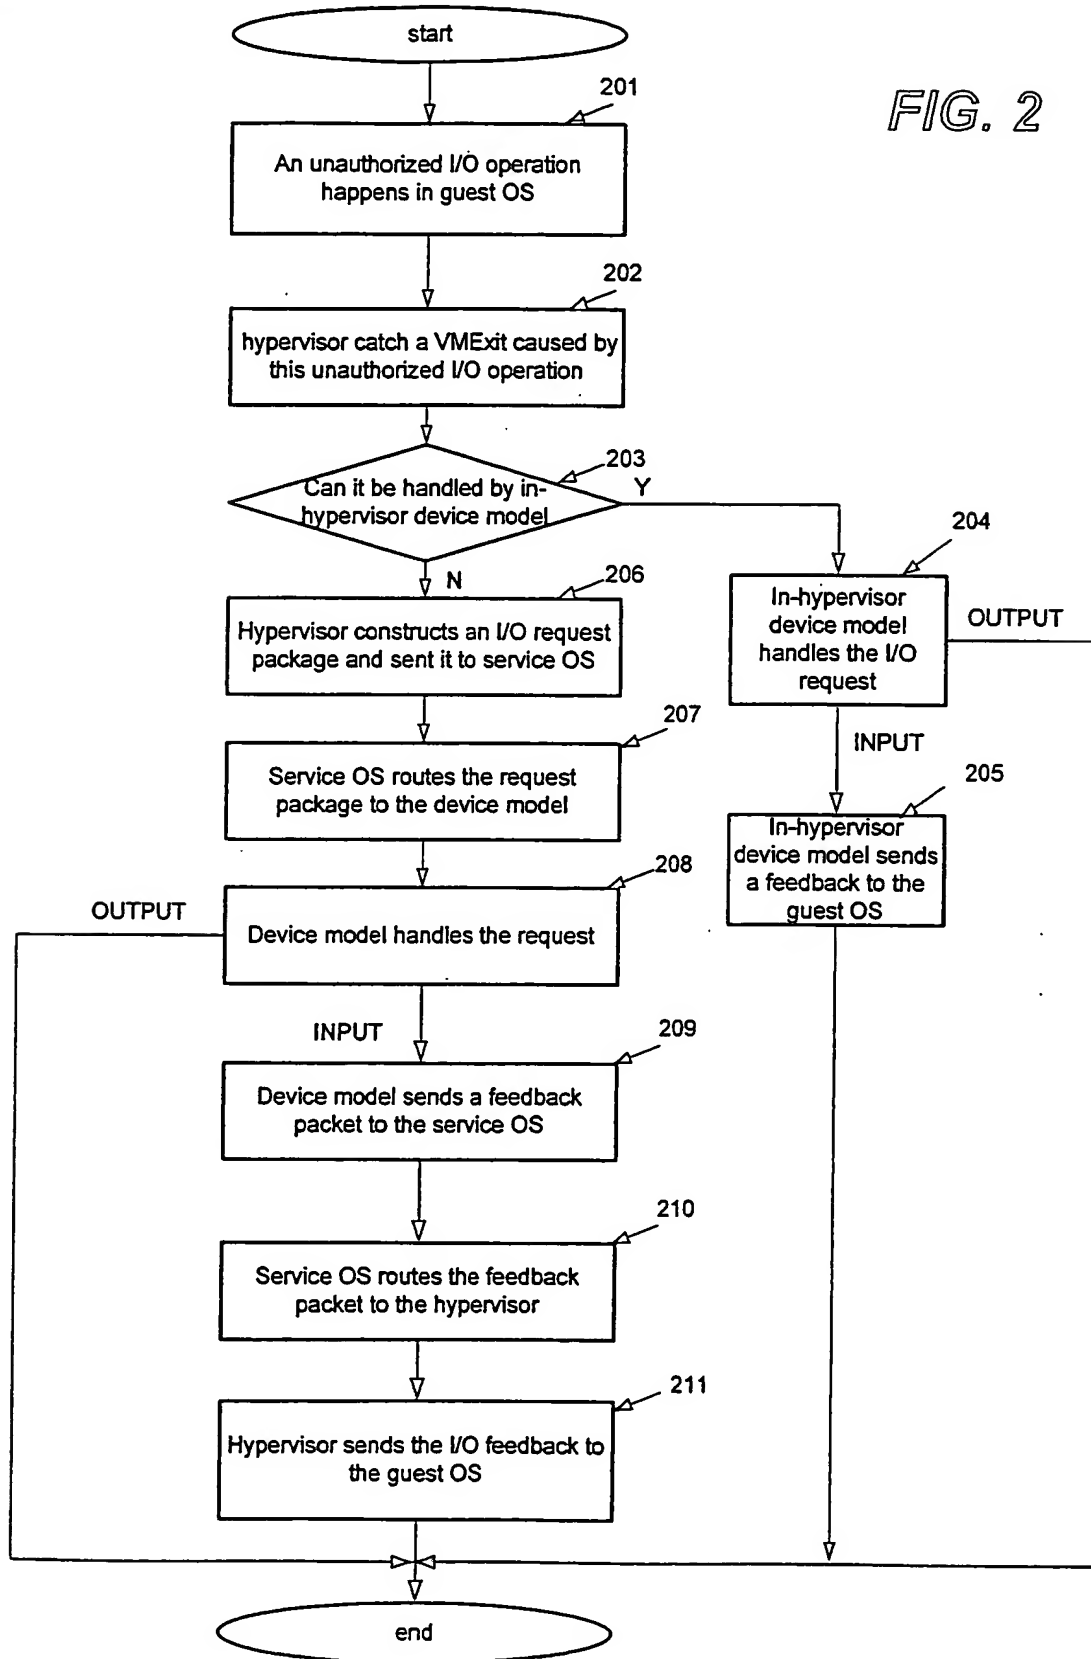 start
FIG. 2
201
An unauthorized I/O operation
happens in guest OS
202
hypervisor catch a VMExit caused by
this unauthorized I/O operation
203
Can it be handled by in-
hypervisor device model
Y
N
204
In-hypervisor
device model
handles the I/O
request
OUTPUT
INPUT
205
In-hypervisor
device model sends
a feedback to the
guest OS
206
Hypervisor constructs an I/O request
package and sent it to service OS
207
Service OS routes the request
package to the device model
208
Device model handles the request
OUTPUT
INPUT
209
Device model sends a feedback
packet to the service OS
210
Service OS routes the feedback
packet to the hypervisor
211
Hypervisor sends the I/O feedback to
the guest OS
end